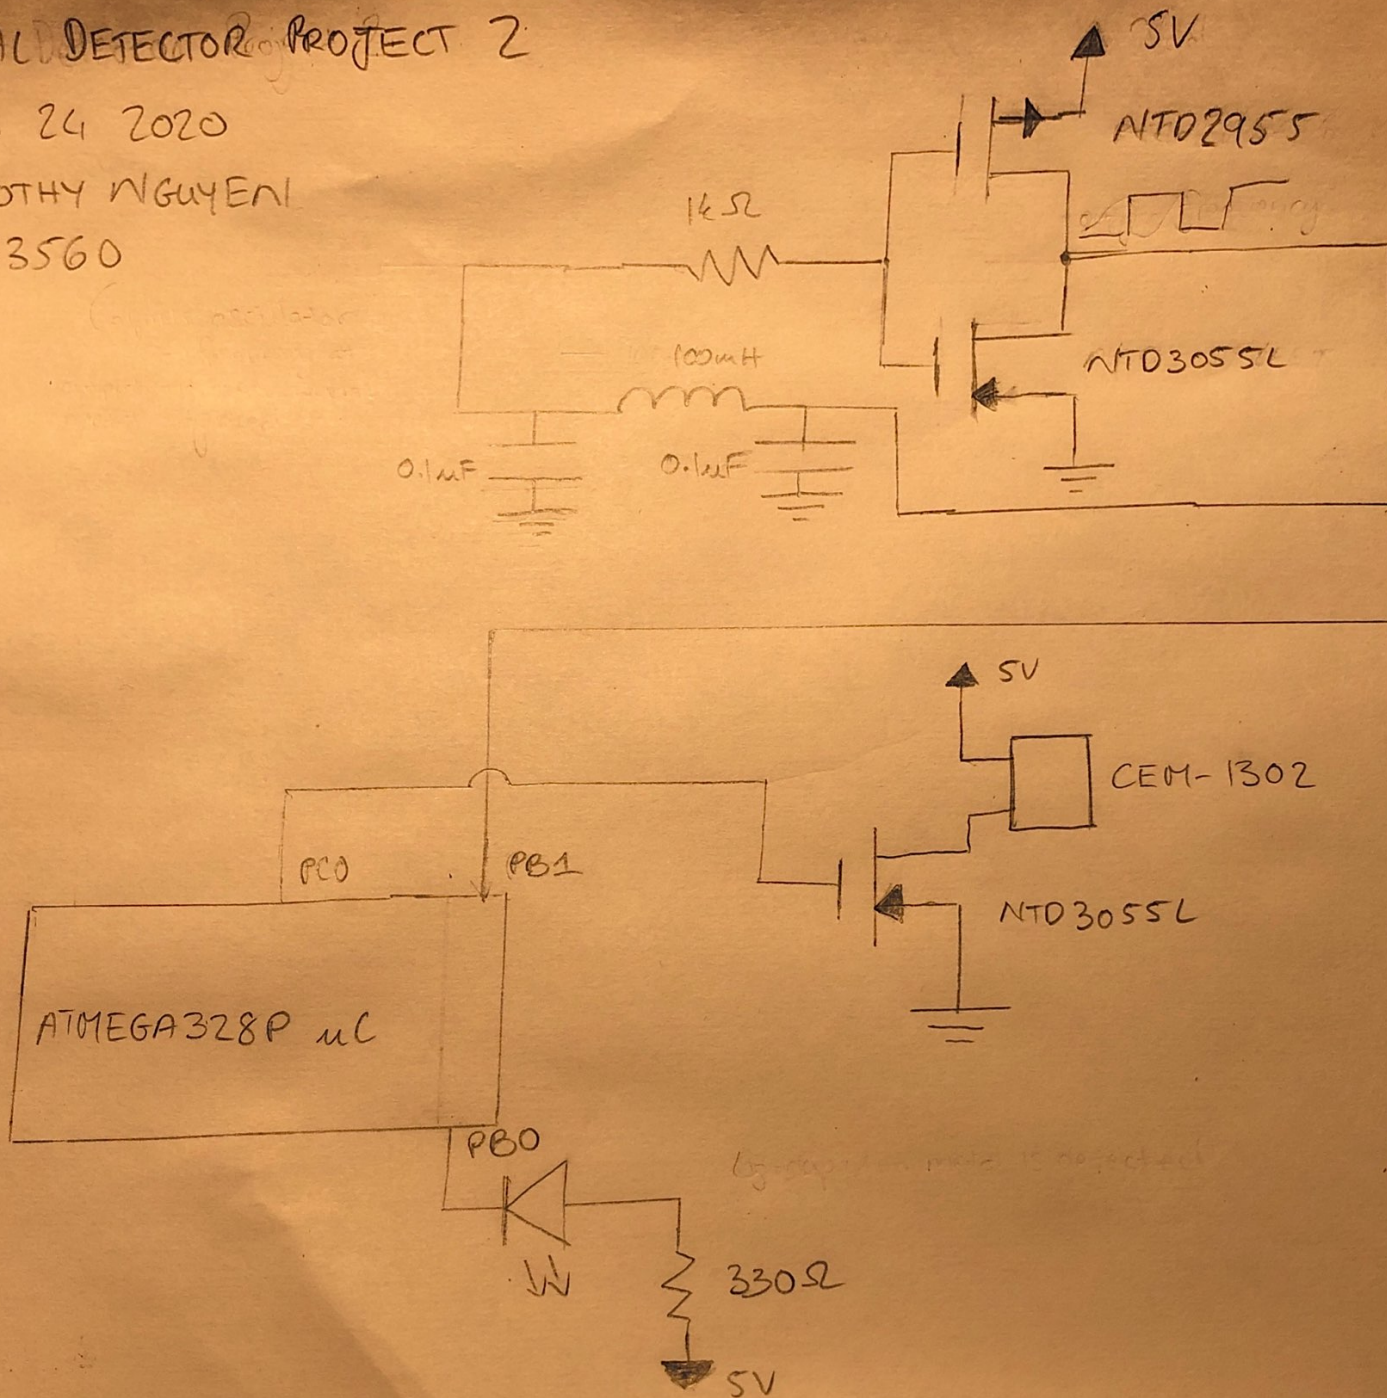 AL DETECTOR PROJECT 2
24 2020
OTHY NGUYEN
3560
5V
NTD2955
1kΩ
100mH
NTD3055L
0.1uF
0.1uF
5V
CEM-1302
PC0
PB1
NTD3055L
ATMEGA328P uC
PB0
330Ω
5V